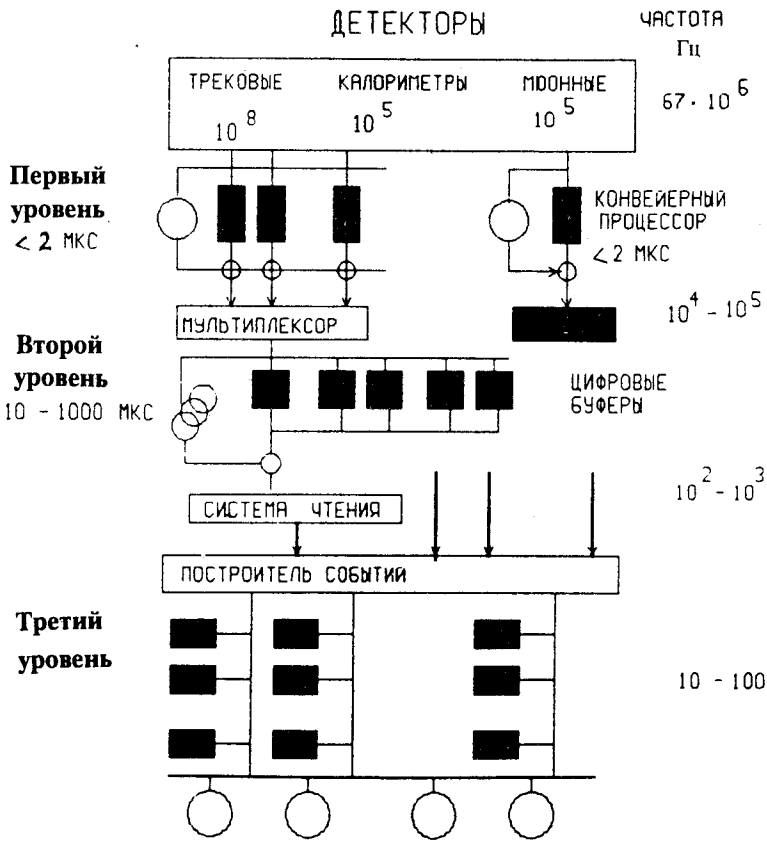 ДЕТЕКТОРЫ
ЧАСТОТЯ
Гц
ТРЕКОВЫЕ КАЛОРИМЕТРЫ МЮОННЫЕ
10^8 10^5 10^5
67·10^6
Первый
уровень
< 2 МКС
КОНВЕЙЕРНЫЙ
ПРОЦЕССОР
<2 МКС
МУЛЬТИПЛЕКСОР
10^4 - 10^5
Второй
уровень
10 - 1000 МКС
ЦИФРОВЫЕ
БУФЕРЫ
СИСТЕМА ЧТЕНИЯ
10^2 - 10^3
ПОСТРОИТЕЛЬ СОБЫТИЙ
Третий
уровень
10 - 100